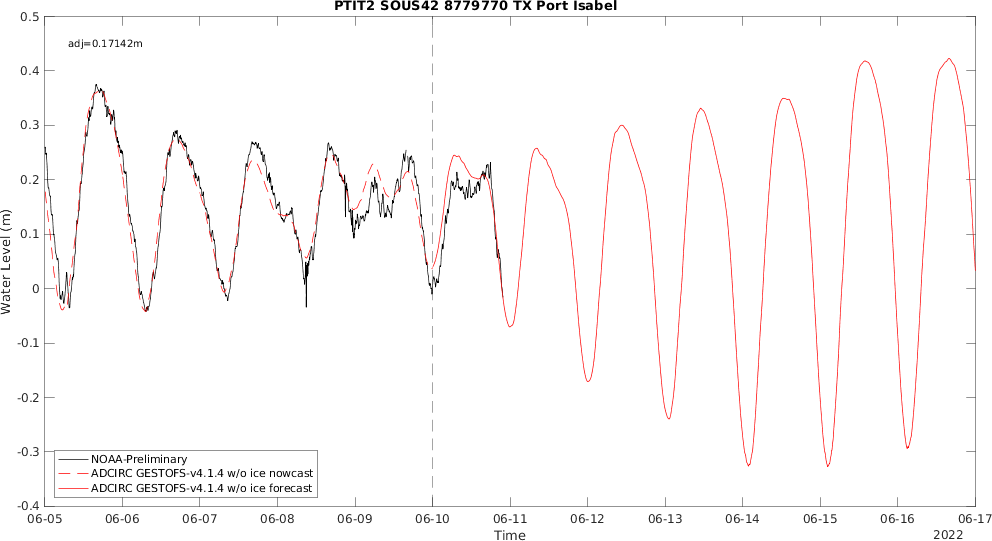 PTIT2 SOUS42 8779770 TX Port Isabel
adj=0.17142m
0.5
0.4
0.3
0.2
0.1
0
-0.1
-0.2
-0.3
-0.4
Water Level (m)
NOAA-Preliminary
ADCIRC GESTOFS-v4.1.4 w/o ice nowcast
ADCIRC GESTOFS-v4.1.4 w/o ice forecast
06-05 06-06 06-07 06-08 06-09 06-10 06-11 06-12 06-13 06-14 06-15 06-16 06-17
Time
2022